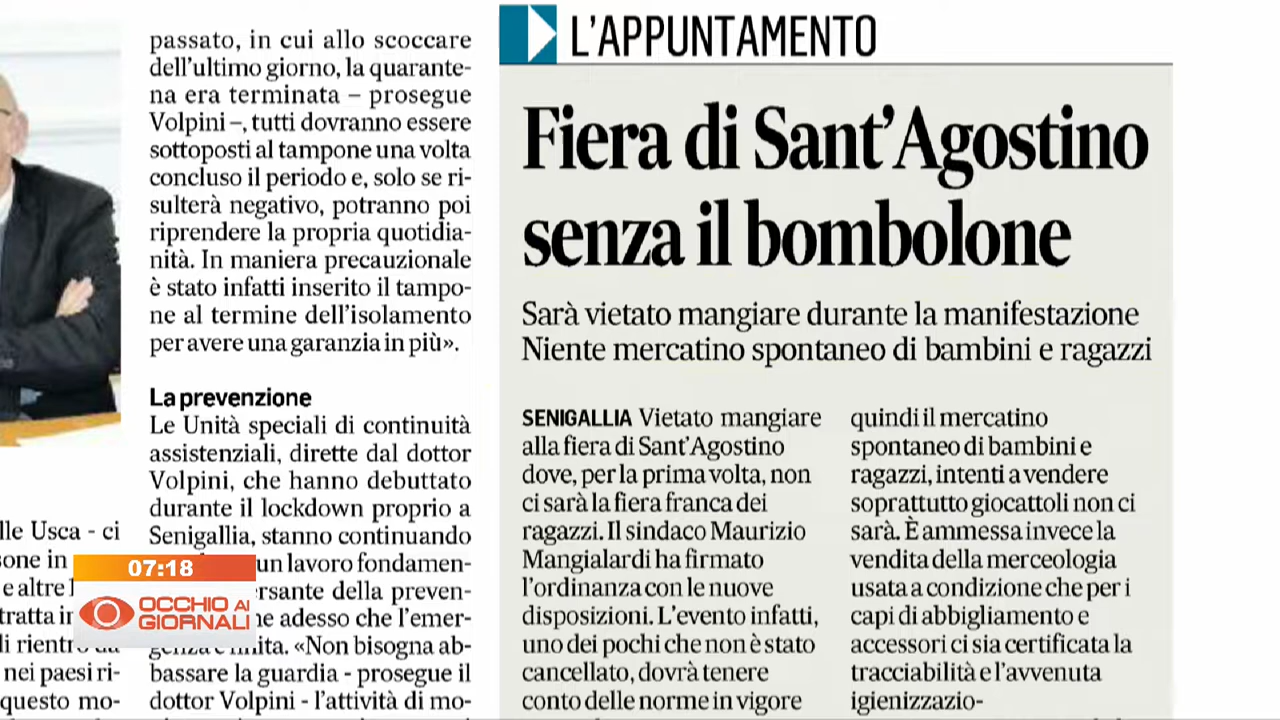 passato, in cui allo scoccare
dell'ultimo giorno, la quarante-
na era terminata – prosegue
Volpini –, tutti dovranno essere
sottoposti al tampone una volta
concluso il periodo e, solo se ri-
sulterà negativo, potranno poi
riprendere la propria quotidia-
nità. In maniera precauzionale
è stato infatti inserito il tampo-
ne al termine dell'isolamento
per avere una garanzia in più».
La prevenzione
Le Unità speciali di continuità
assistenziali, dirette dal dottor
Volpini, che hanno debuttato
durante il lockdown proprio a
Senigallia, stanno continuando
un lavoro fondamen-
della preven-
adesso che l'emer-
«Non bisogna ab-
bassare la guardia - prosegue il
dottor Volpini - l'attività di mo-
L'APPUNTAMENTO
Fiera di Sant'Agostino
senza il bombolone
Sarà vietato mangiare durante la manifestazione
Niente mercatino spontaneo di bambini e ragazzi
SENIGALLIA Vietato mangiare
alla fiera di Sant'Agostino
dove, per la prima volta, non
ci sarà la fiera franca dei
ragazzi. Il sindaco Maurizio
Mangialardi ha firmato
l'ordinanza con le nuove
disposizioni. L'evento infatti,
uno dei pochi che non è stato
cancellato, dovrà tenere
conto delle norme in vigore
quindi il mercatino
spontaneo di bambini e
ragazzi, intenti a vendere
soprattutto giocattoli non ci
sarà. È ammessa invece la
vendita della merceologia
usata a condizione che per i
capi di abbigliamento e
accessori ci sia certificata la
tracciabilità e l'avvenuta
igienizzazio-
Usca - ci
in
e altre
tratta
nei paesi ri-
questo mo-
07:18
OCCHIO AI
GIORNALI